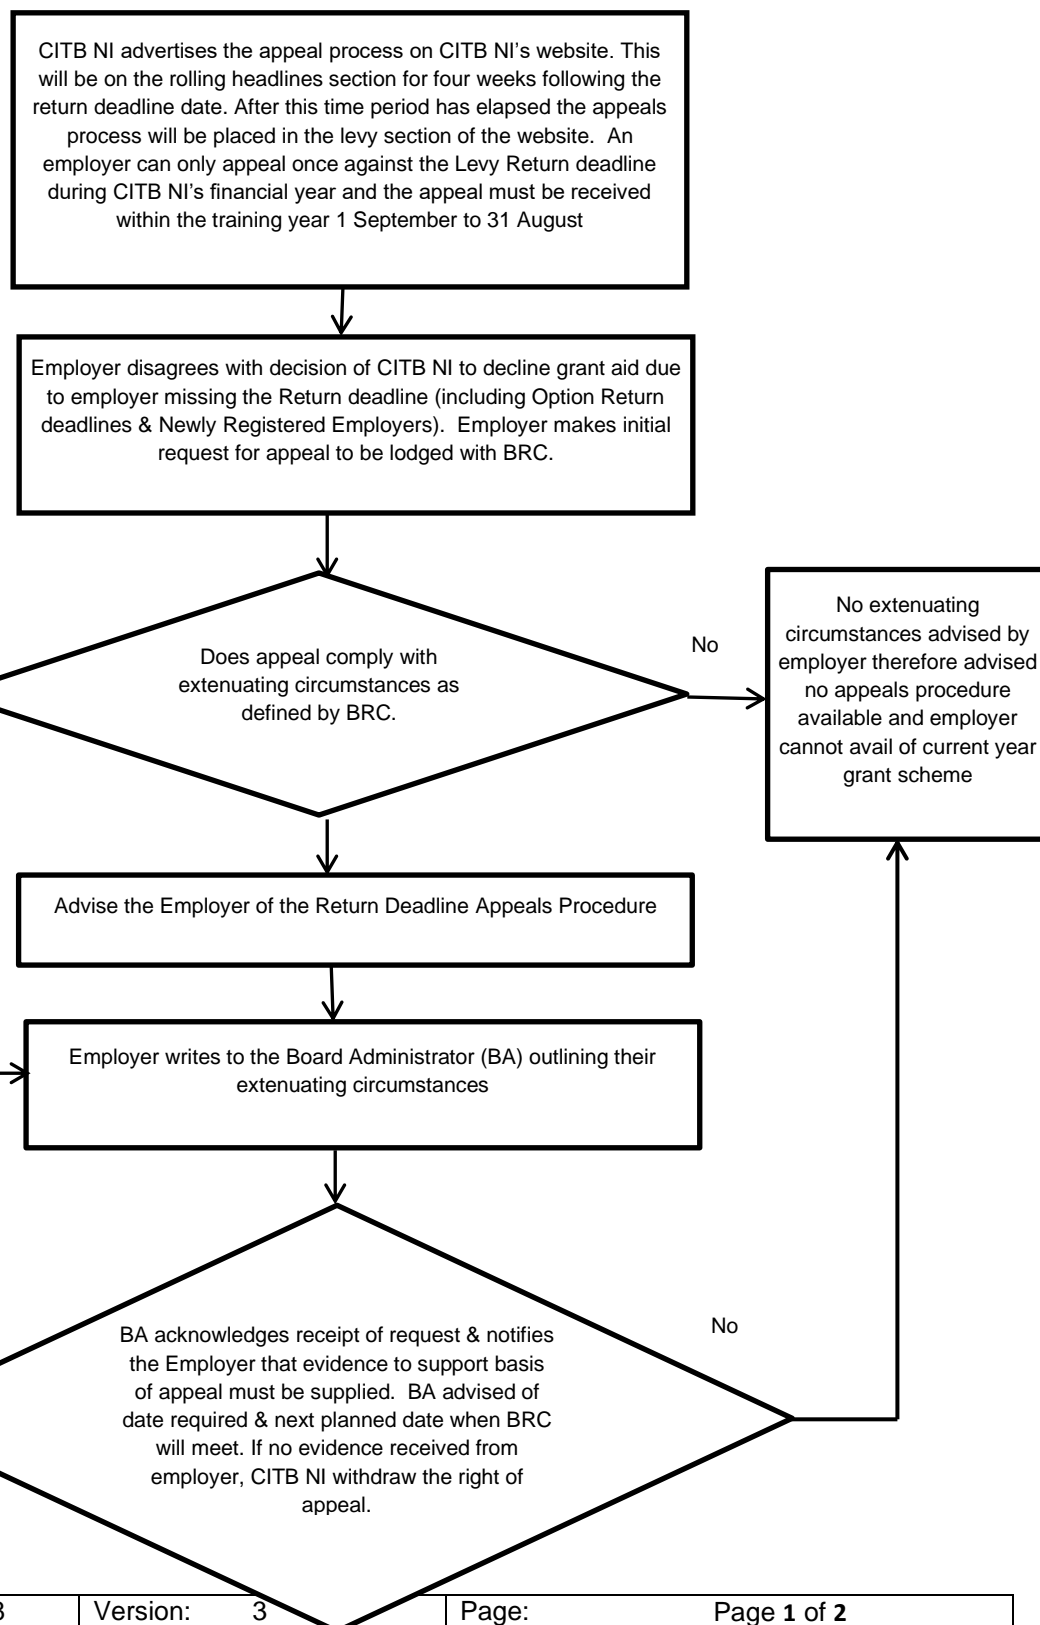 CITB NI advertises the appeal process on CITB NI's website. This
will be on the rolling headlines section for four weeks following the
return deadline date. After this time period has elapsed the appeals
process will be placed in the levy section of the website.  An
employer can only appeal once against the Levy Return deadline
during CITB NI's financial year and the appeal must be received
within the training year 1 September to 31 August
Employer disagrees with decision of CITB NI to decline grant aid due
to employer missing the Return deadline (including Option Return
deadlines & Newly Registered Employers).  Employer makes initial
request for appeal to be lodged with BRC.
Does appeal comply with
extenuating circumstances as
defined by BRC.
No
No extenuating
circumstances advised by
employer therefore advised
no appeals procedure
available and employer
cannot avail of current year
grant scheme
Advise the Employer of the Return Deadline Appeals Procedure
Employer writes to the Board Administrator (BA) outlining their
extenuating circumstances
BA acknowledges receipt of request & notifies
the Employer that evidence to support basis
of appeal must be supplied.  BA advised of
date required & next planned date when BRC
will meet. If no evidence received from
employer, CITB NI withdraw the right of
appeal.
No
Version: 3 Page: Page 1 of 2